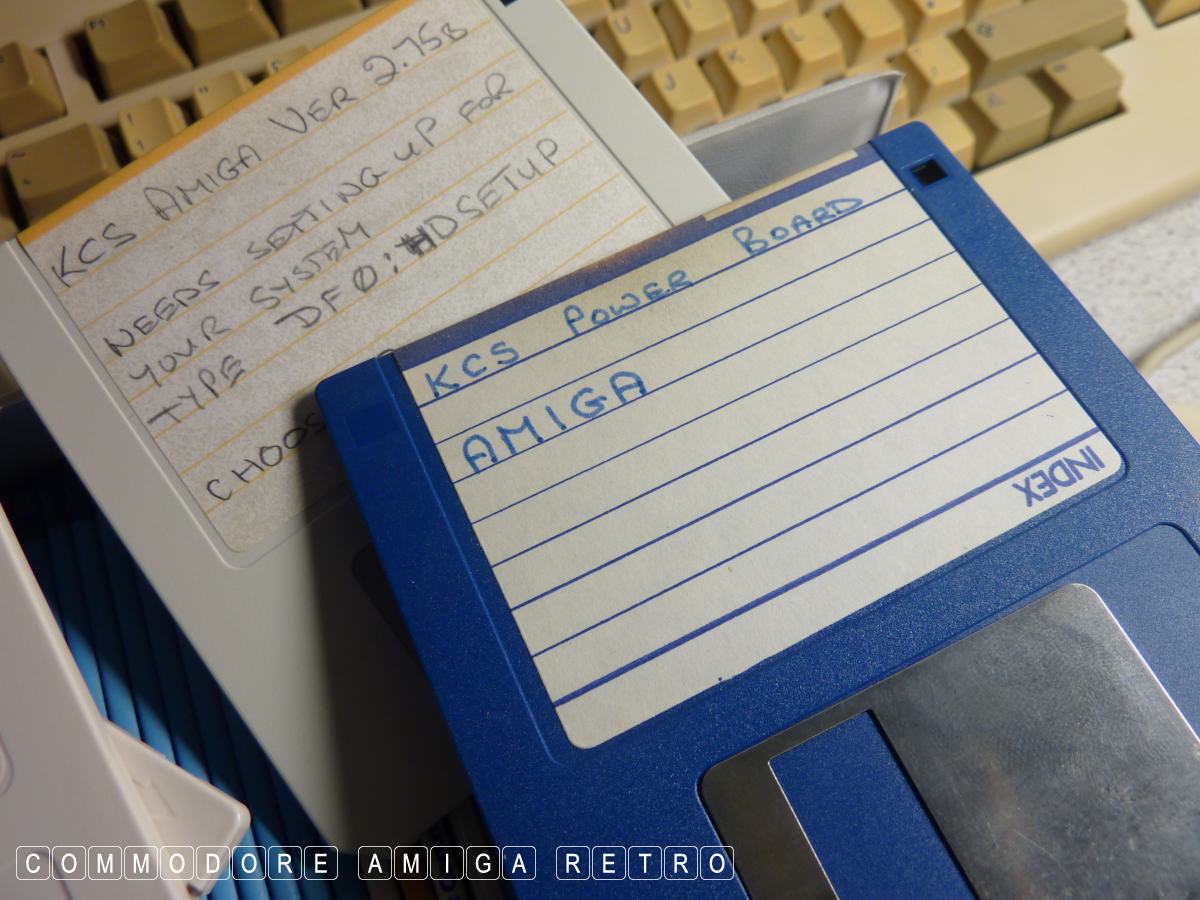 KCS AMIGA VER 2.75B
NEEDS SETTING UP FOR
YOUR SYSTEM
TYPE DF0:HDSETUP
KCS POWER BOARD
AMIGA
INDEX
U
J
K
L
COMMODORE AMIGA RETRO